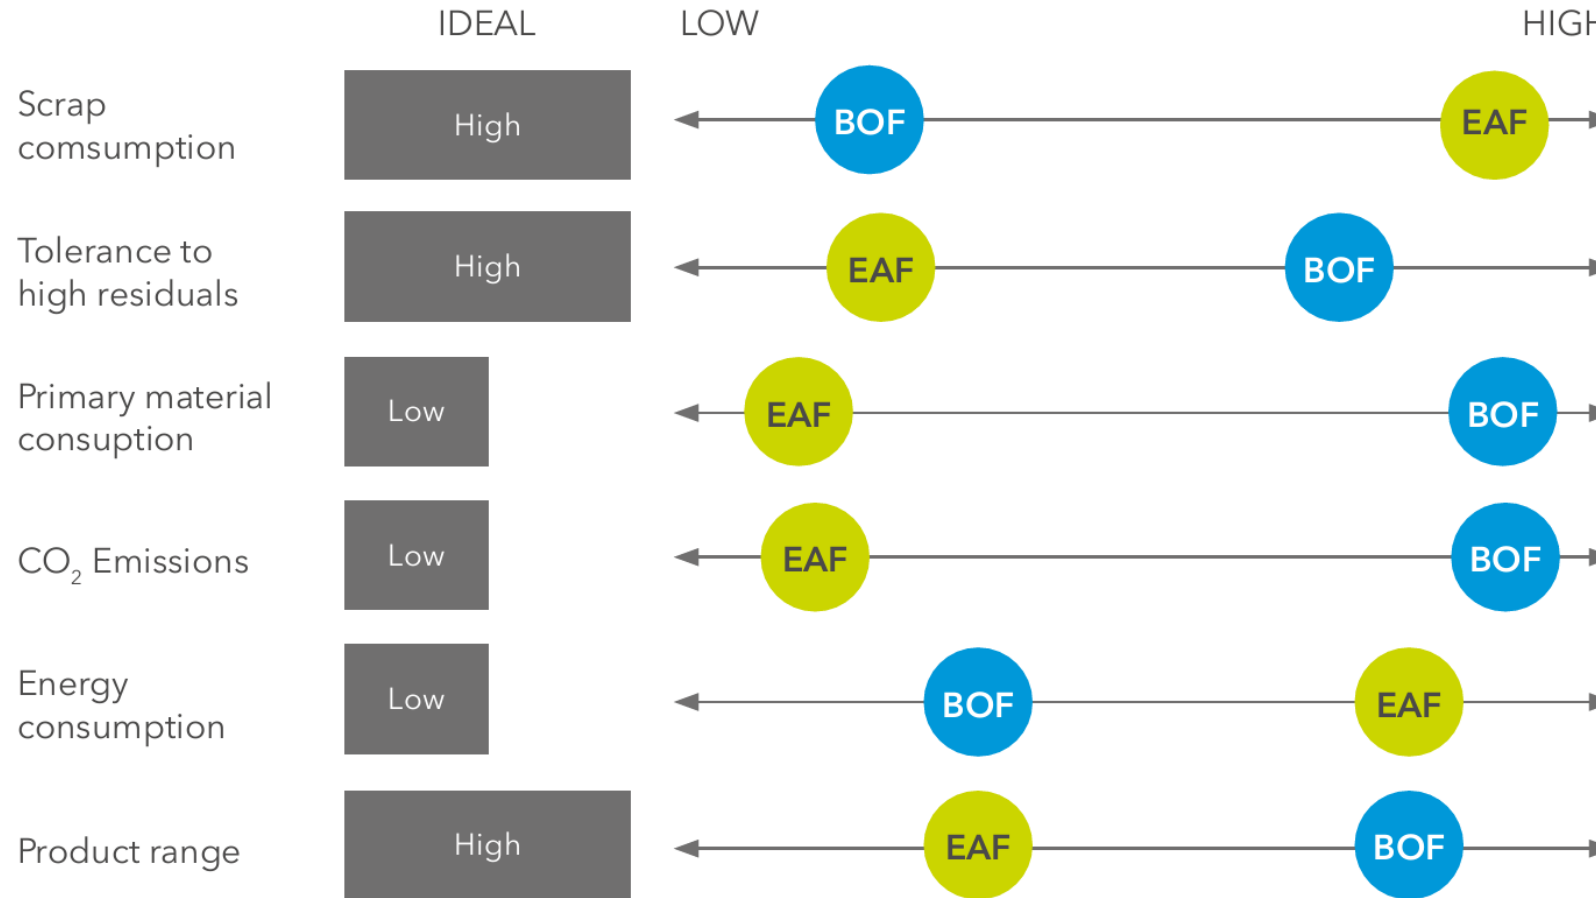 IDEAL LOW HIGH
Scrap
comsumption
High
BOF EAF
Tolerance to
high residuals
High
EAF BOF
Primary material
consuption
Low
EAF BOF
CO₂ Emissions
Low
EAF BOF
Energy
consumption
Low
BOF EAF
Product range
High
EAF BOF